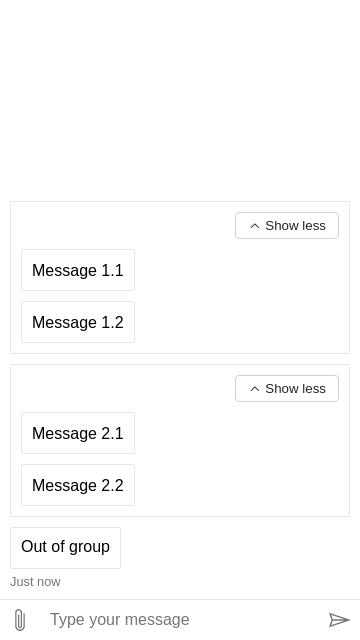 Show less
Message 1.1
Message 1.2
Show less
Message 2.1
Message 2.2
Out of group
Just now
Type your message